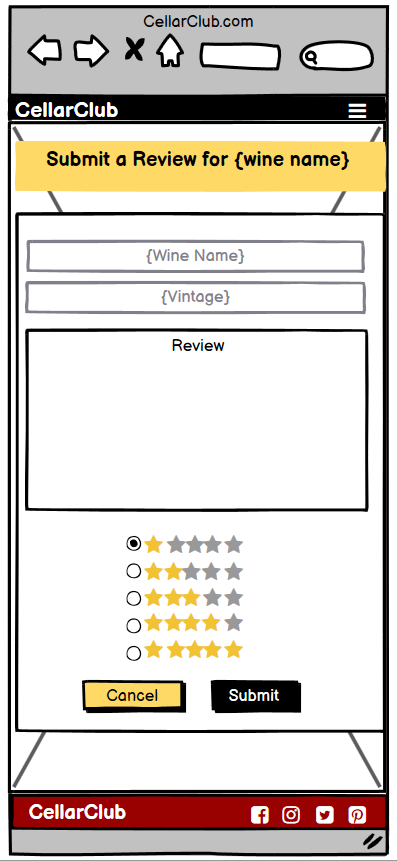 CellarClub.com
CellarClub
Submit a Review for {wine name}
{Wine Name}
{Vintage}
Review
Cancel
Submit
CellarClub